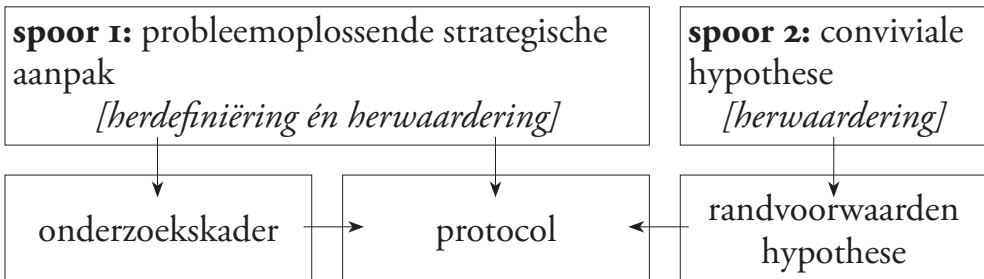 spoor 1: probleemoplossende strategische
aanpak
[herdefiniëring én herwaardering]
spoor 2: conviviale
hypothese
[herwaardering]
onderzoekskader
protocol
randvoorwaarden
hypothese